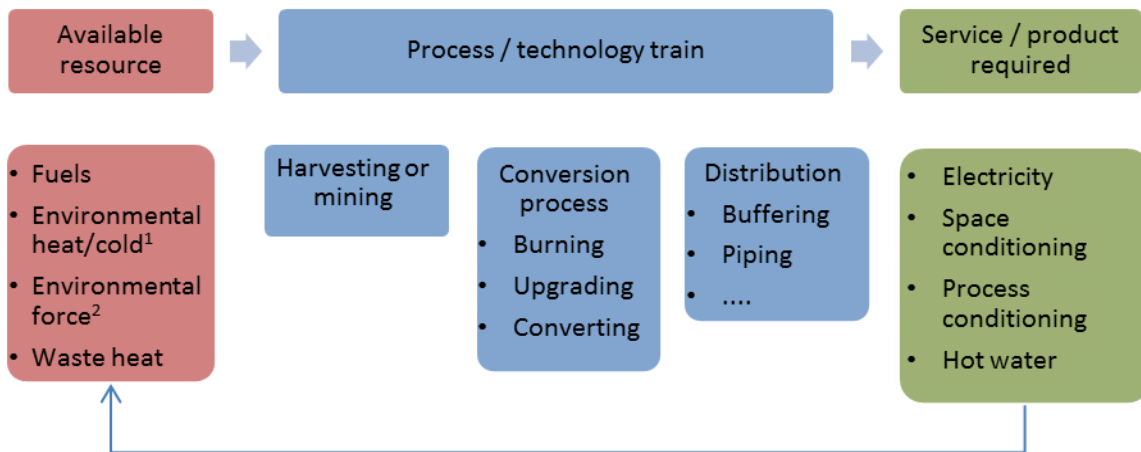 Available
resource
Process / technology train
Service / product
required
• Fuels
• Environmental
heat/cold¹
• Environmental
force²
• Waste heat
Harvesting or
mining
Conversion
process
• Burning
• Upgrading
• Converting
Distribution
• Buffering
• Piping
• ....
• Electricity
• Space
conditioning
• Process
conditioning
• Hot water